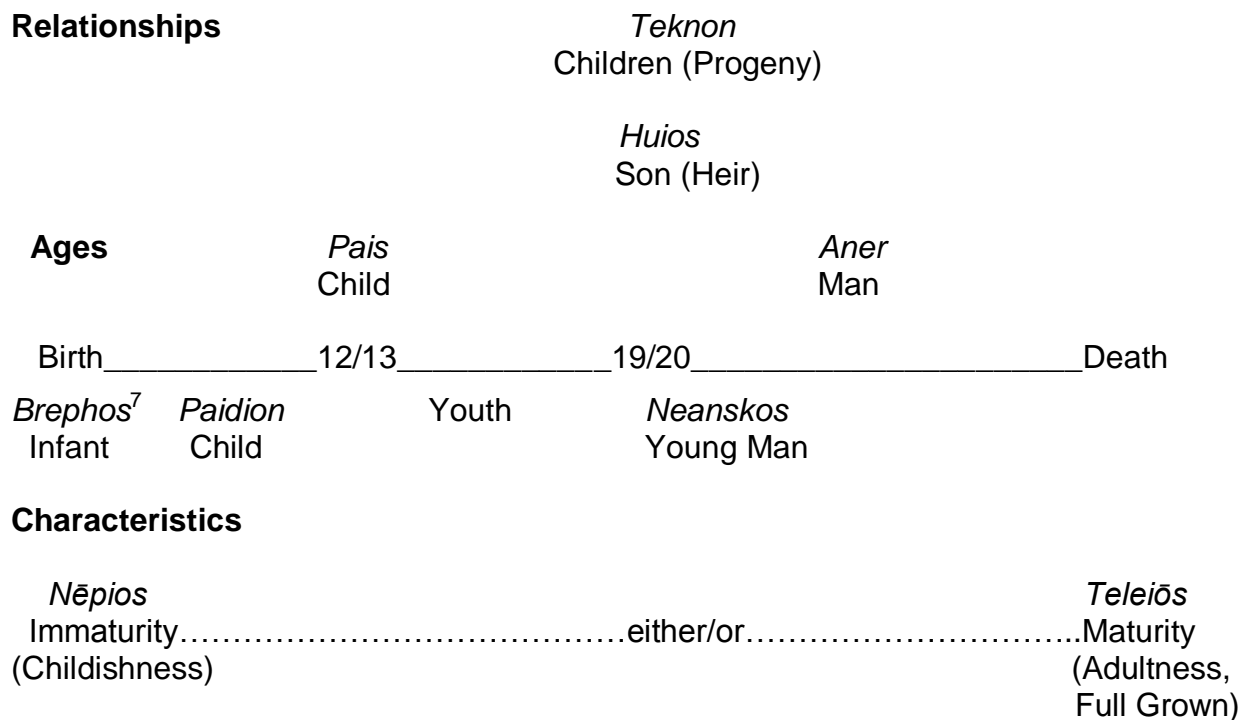 Relationships Teknon
Children (Progeny)
Huios
Son (Heir)
Ages Pais Aner
Child Man
Birth____________12/13____________19/20______________________Death
Brephos7 Paidion Youth Neanskos
Infant Child Young Man
Characteristics
Nēpios Teleiōs
Immaturity……………………………………either/or…………………………..Maturity
(Childishness) (Adultness,
Full Grown)